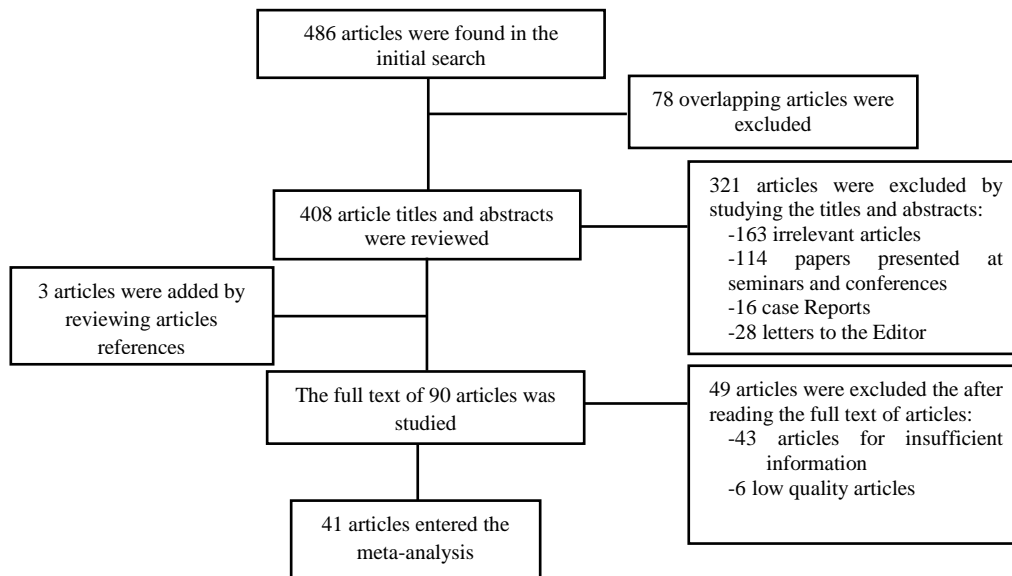 486 articles were found in the
initial search
78 overlapping articles were
excluded
408 article titles and abstracts
were reviewed
321 articles were excluded by
studying the titles and abstracts:
-163 irrelevant articles
-114 papers presented at
seminars and conferences
-16 case Reports
-28 letters to the Editor
3 articles were added by
reviewing articles
references
The full text of 90 articles was
studied
49 articles were excluded the after
reading the full text of articles:
-43 articles for insufficient
information
-6 low quality articles
41 articles entered the
meta-analysis